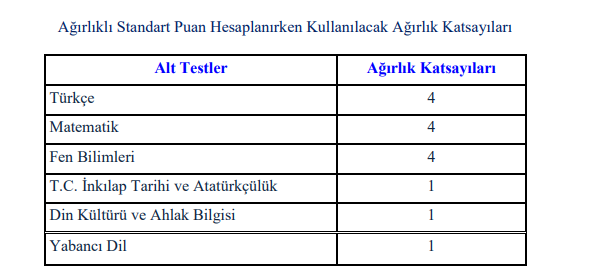 Ağırlıklı Standart Puan Hesaplanırken Kullanılacak Ağırlık Katsayıları
Alt Testler Ağırlık Katsayıları
Türkçe 4
Matematik 4
Fen Bilimleri 4
T.C. İnkılap Tarihi ve Atatürkçülük 1
Din Kültürü ve Ahlak Bilgisi 1
Yabancı Dil 1